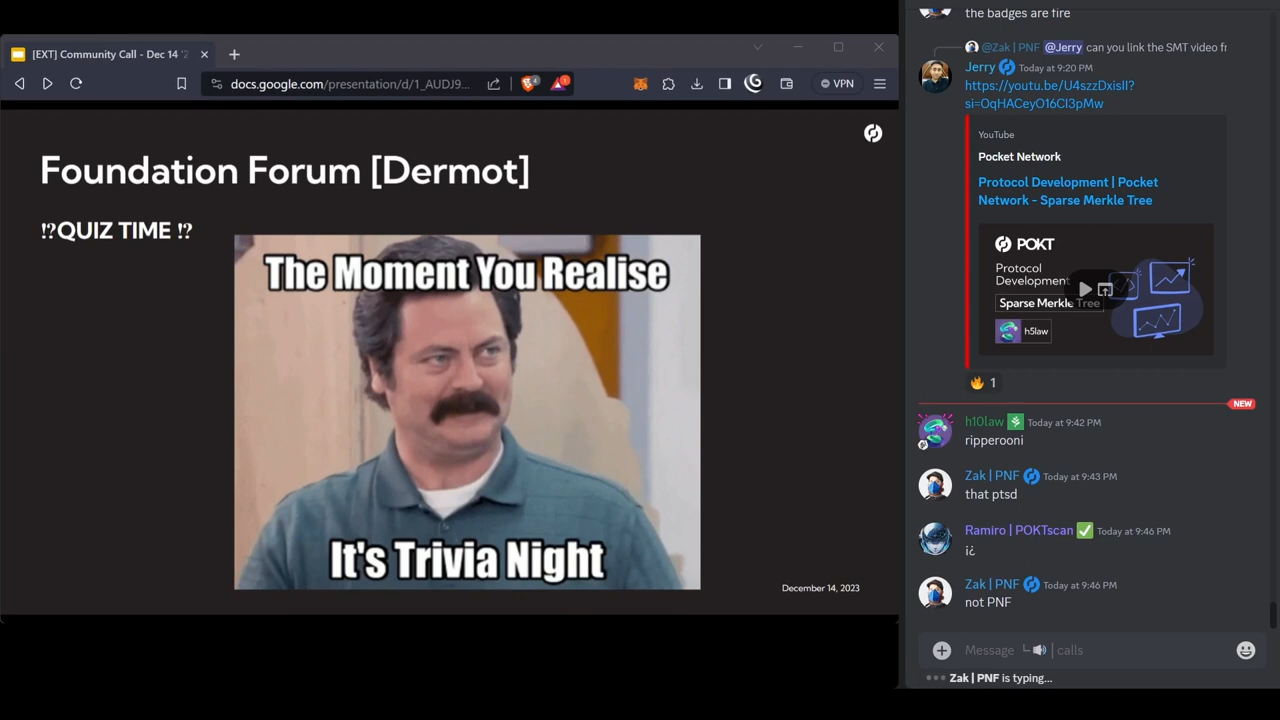 [EXT] Community Call - Dec 14 '2
docs.google.com/presentation/d/1_AUDJ9...
4
1
VPN
Foundation Forum [Dermot]
⁉QUIZ TIME ⁉
The Moment You Realise
It's Trivia Night
December 14, 2023
the badges are fire
@Zak | PNF @Jerry can you link the SMT video fr
Jerry Today at 9:20 PM
https://youtu.be/U4szzDxisII?
si=OqHACeyO16CI3pMw
YouTube
Pocket Network
Protocol Development | Pocket
Network - Sparse Merkle Tree
POKT
Protocol
Development
Sparse Merkle Tree
h5law
🔥 1
NEW
h10law Today at 9:42 PM
ripperooni
Zak | PNF Today at 9:43 PM
that ptsd
Ramiro | POKTscan Today at 9:46 PM
¡¿
Zak | PNF Today at 9:46 PM
not PNF
Message calls
Zak | PNF is typing...